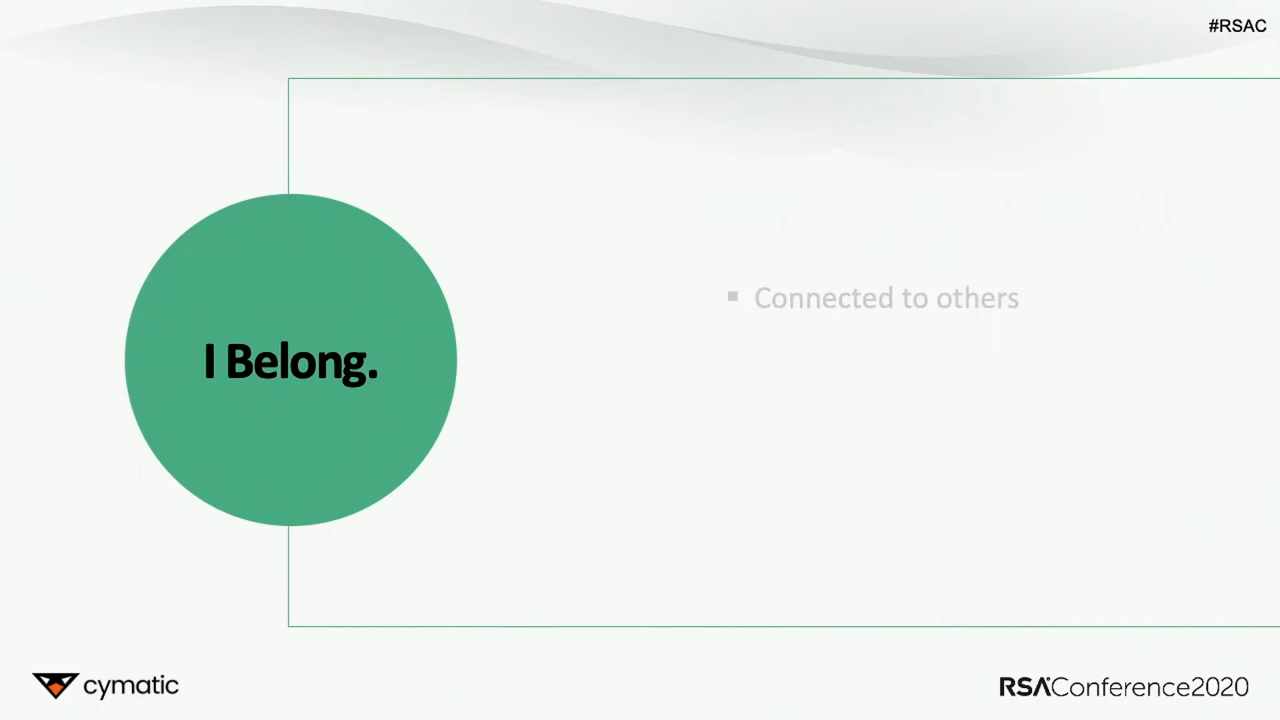 #RSAC
I Belong.
▪ Connected to others
cymatic
RSAConference2020